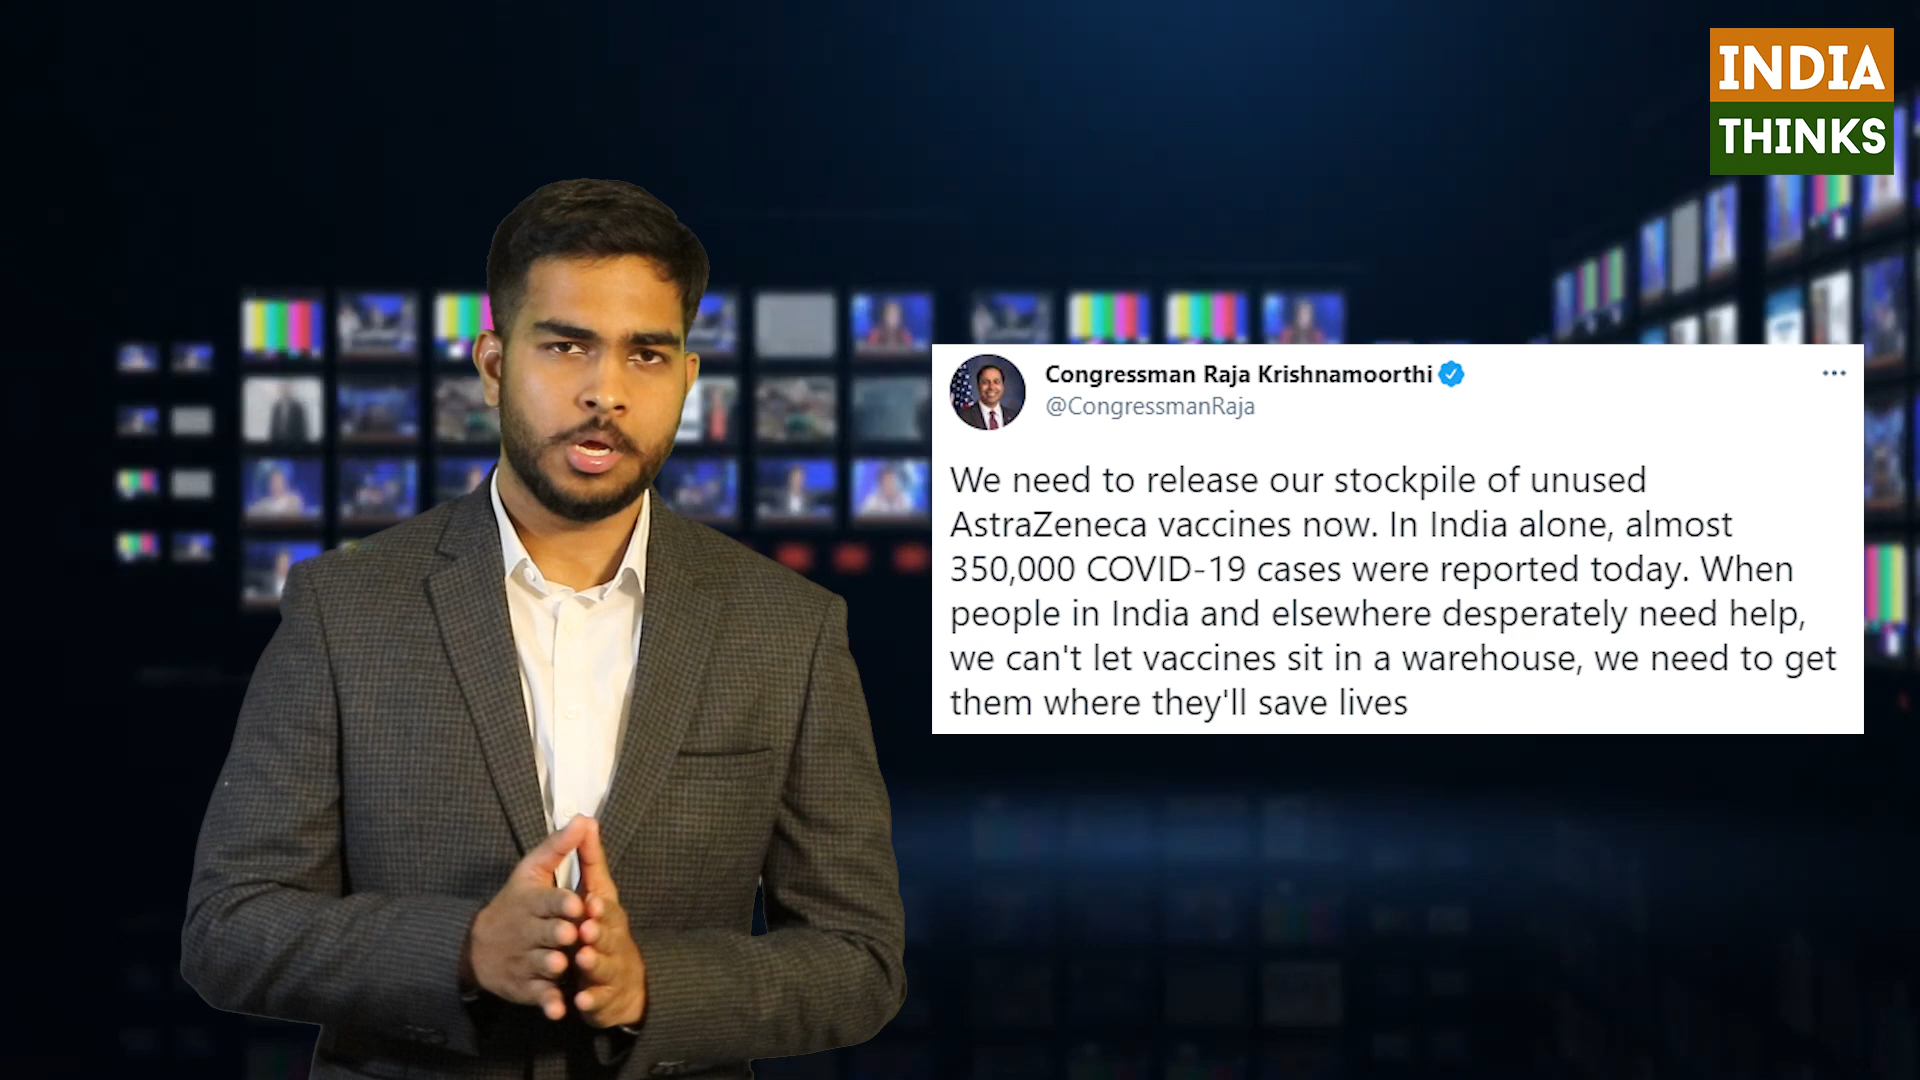 INDIA
THINKS
Congressman Raja Krishnamoorthi
@CongressmanRaja
We need to release our stockpile of unused
AstraZeneca vaccines now. In India alone, almost
350,000 COVID-19 cases were reported today. When
people in India and elsewhere desperately need help,
we can't let vaccines sit in a warehouse, we need to get
them where they'll save lives